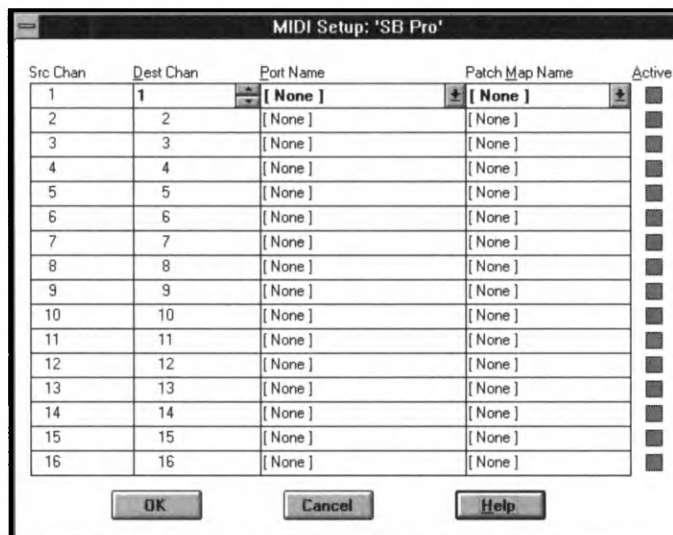 MIDI Setup: 'SB Pro'
Src Chan Dest Chan Port Name Patch Map Name Active
1 1 [ None ] [ None ]
2 2 [ None ] [ None ]
3 3 [ None ] [ None ]
4 4 [ None ] [ None ]
5 5 [ None ] [ None ]
6 6 [ None ] [ None ]
7 7 [ None ] [ None ]
8 8 [ None ] [ None ]
9 9 [ None ] [ None ]
10 10 [ None ] [ None ]
11 11 [ None ] [ None ]
12 12 [ None ] [ None ]
13 13 [ None ] [ None ]
14 14 [ None ] [ None ]
15 15 [ None ] [ None ]
16 16 [ None ] [ None ]
OK Cancel Help